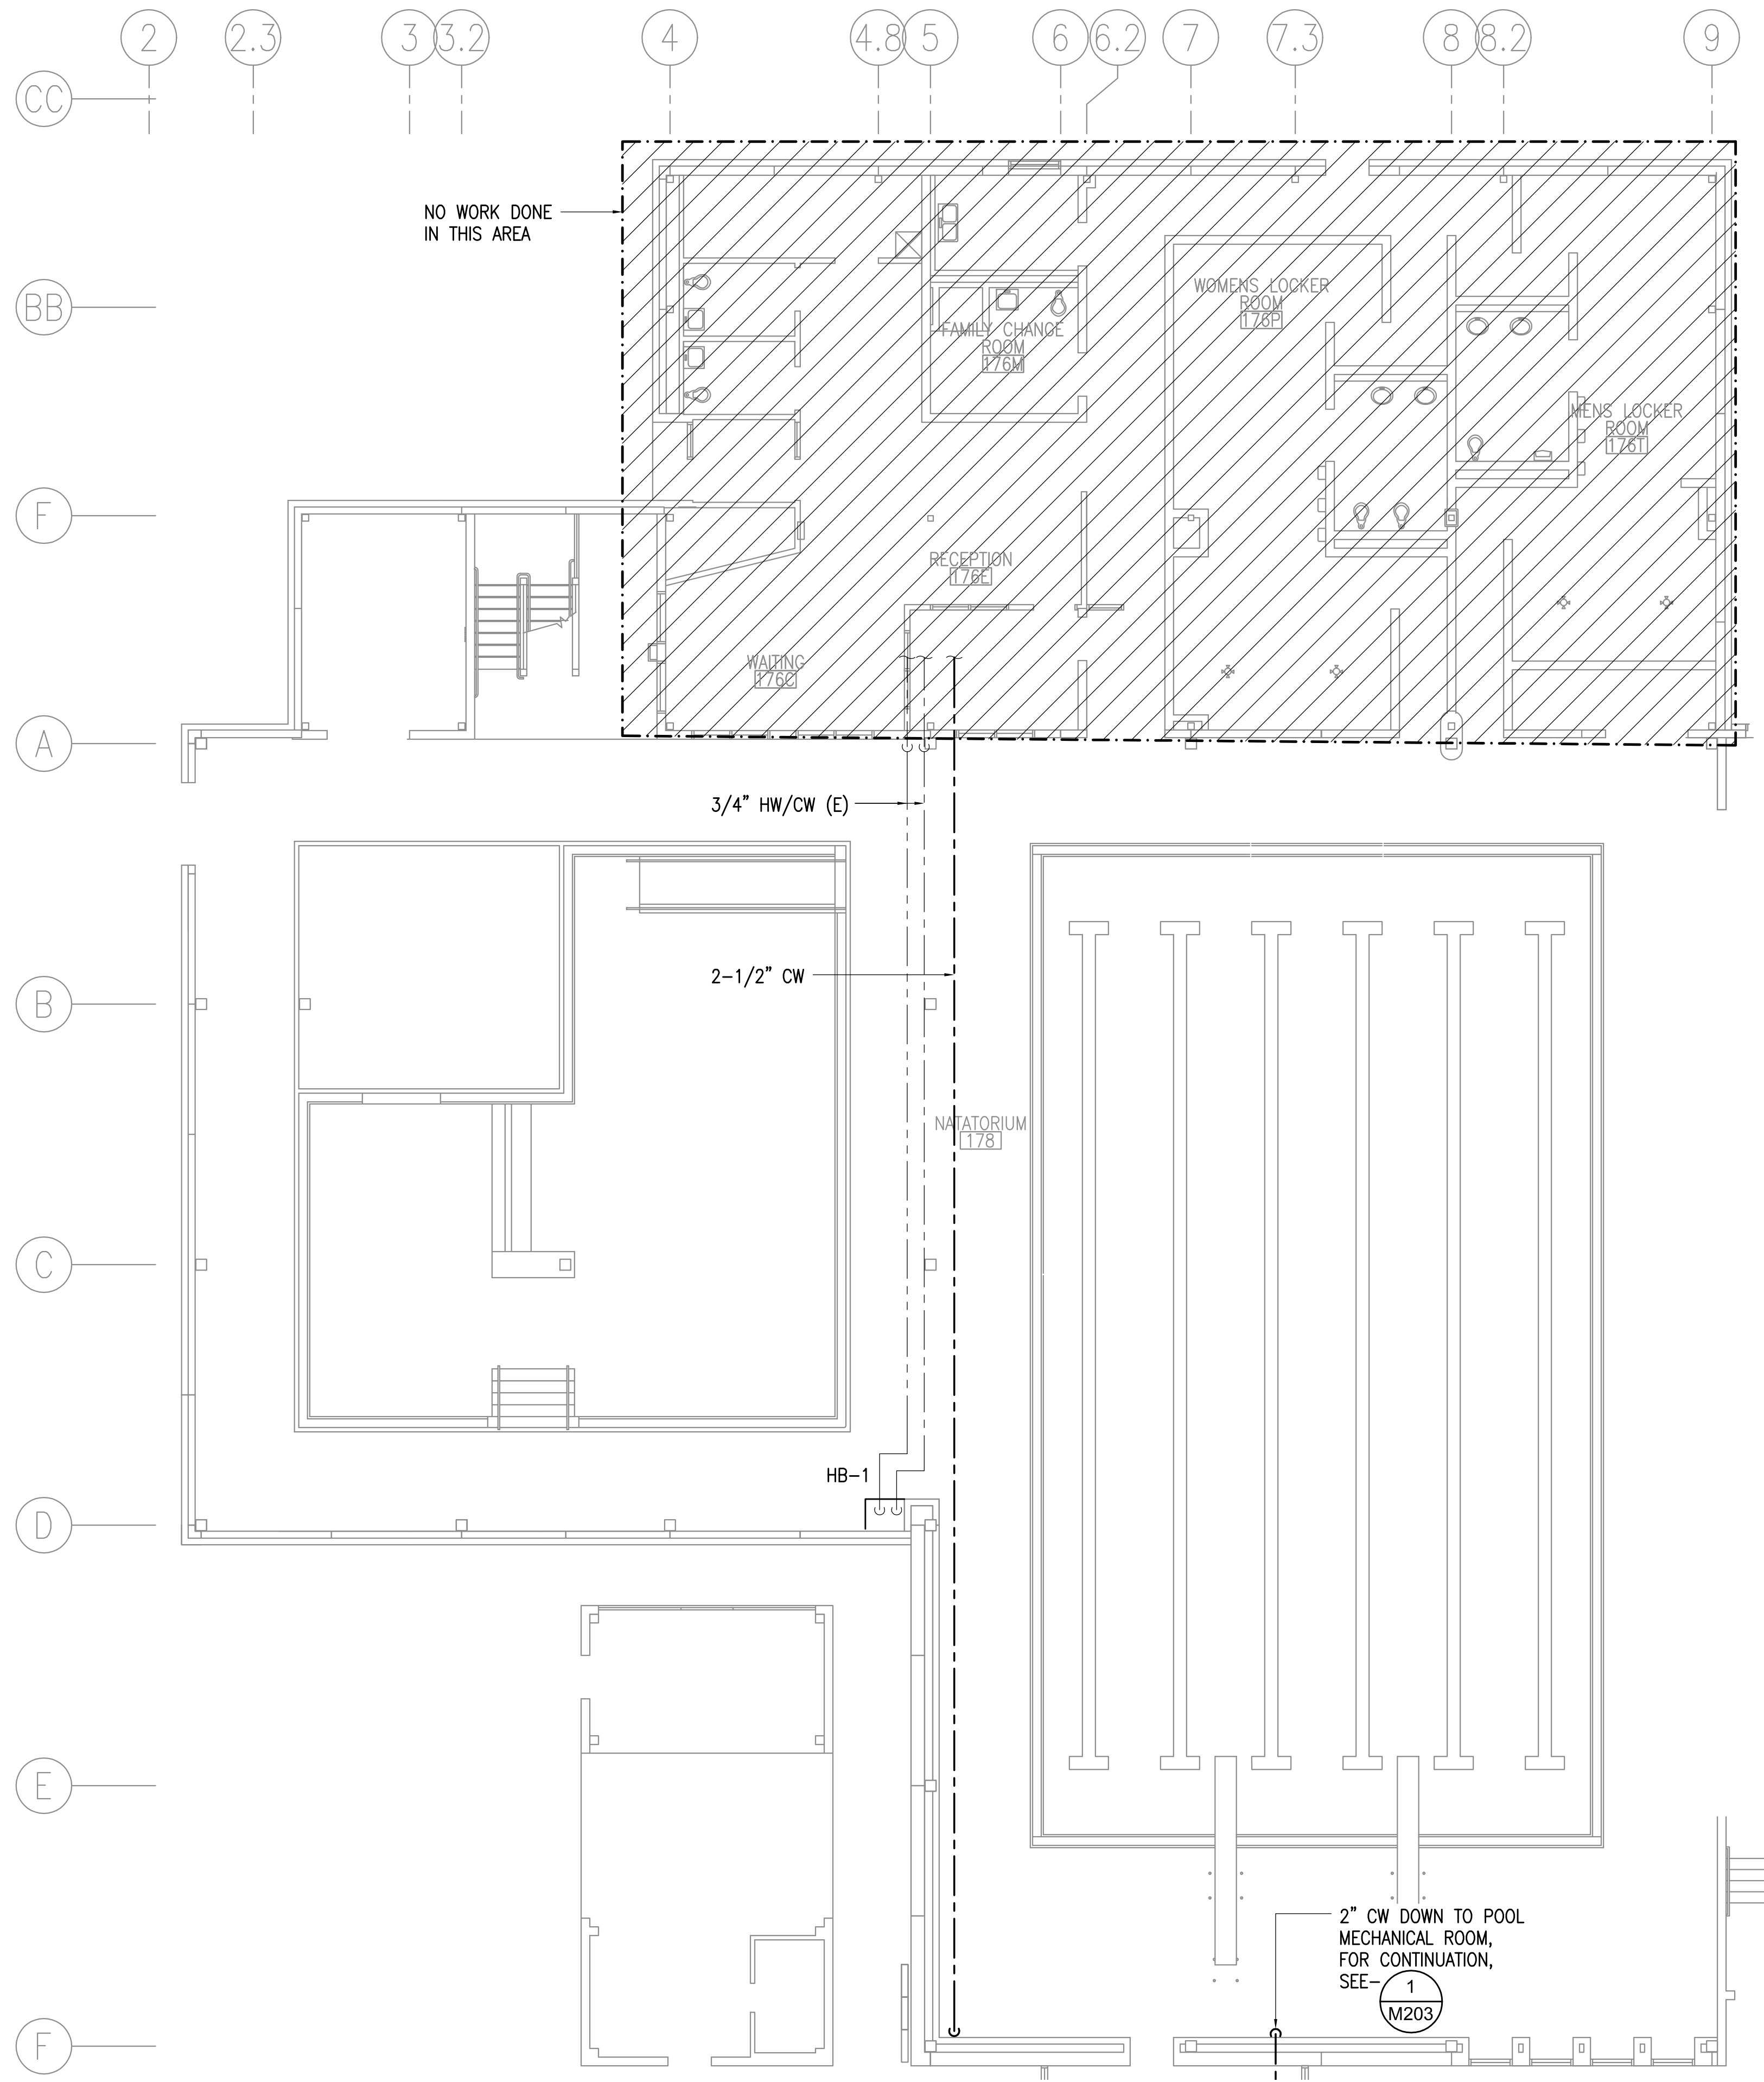 2
2.3
3
3.2
4
4.8
5
6
6.2
7
7.3
8
8.2
9
CC
NO WORK DONE
IN THIS AREA
BB
WOMENS LOCKER
ROOM
176P
FAMILY CHANGE
ROOM
176M
MENS LOCKER
ROOM
176T
F
RECEPTION
176E
WAITING
176C
A
3/4" HW/CW (E)
2-1/2" CW
B
NATATORIUM
178
C
HB-1
D
E
2" CW DOWN TO POOL
MECHANICAL ROOM,
FOR CONTINUATION,
SEE-
1
M203
F